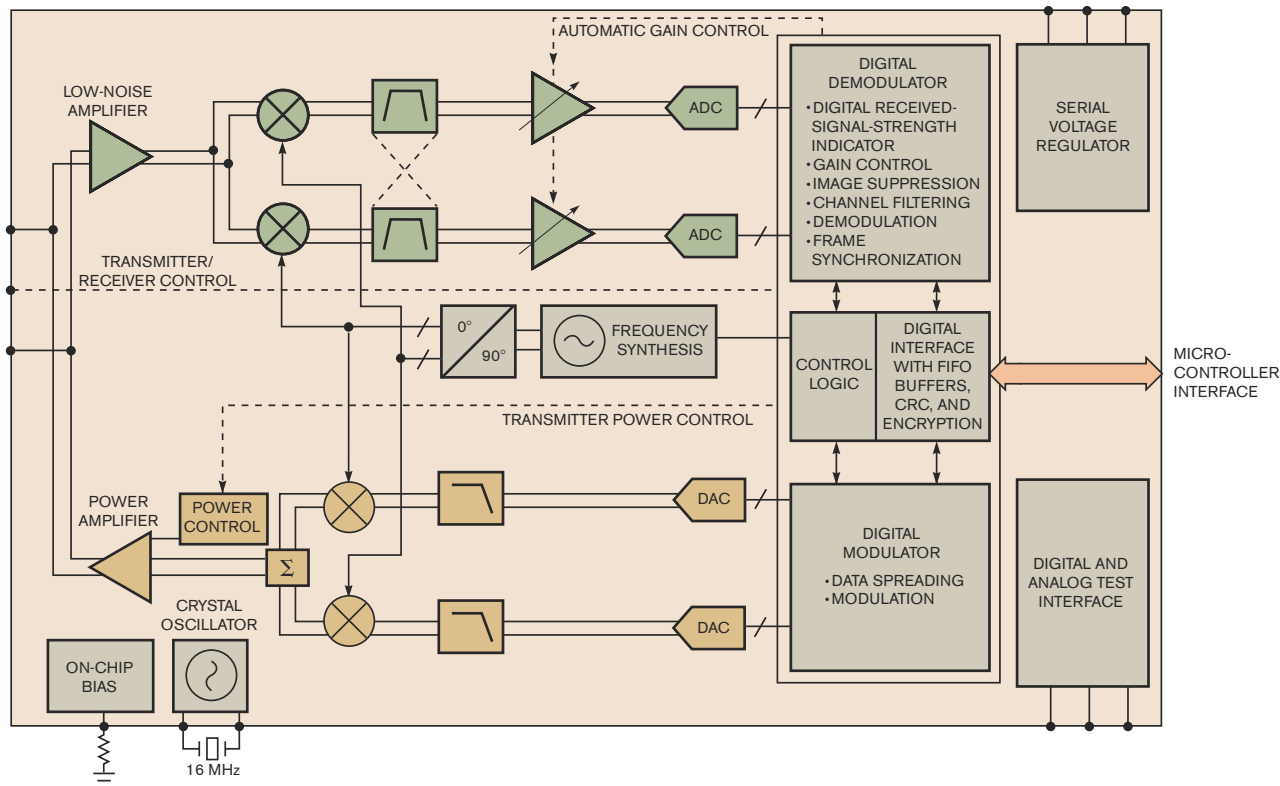 AUTOMATIC GAIN CONTROL
LOW-NOISE
AMPLIFIER
ADC
DIGITAL
DEMODULATOR
•DIGITAL RECEIVED-
SIGNAL-STRENGTH
INDICATOR
•GAIN CONTROL
•IMAGE SUPPRESSION
•CHANNEL FILTERING
•DEMODULATION
•FRAME
SYNCHRONIZATION
SERIAL
VOLTAGE
REGULATOR
ADC
TRANSMITTER/
RECEIVER CONTROL
0°
90°
FREQUENCY
SYNTHESIS
CONTROL
LOGIC
DIGITAL
INTERFACE
WITH FIFO
BUFFERS,
CRC, AND
ENCRYPTION
MICRO-
CONTROLLER
INTERFACE
TRANSMITTER POWER CONTROL
POWER
AMPLIFIER
POWER
CONTROL
Σ
DAC
DIGITAL
MODULATOR
•DATA SPREADING
•MODULATION
DIGITAL AND
ANALOG TEST
INTERFACE
DAC
CRYSTAL
OSCILLATOR
ON-CHIP
BIAS
16 MHz